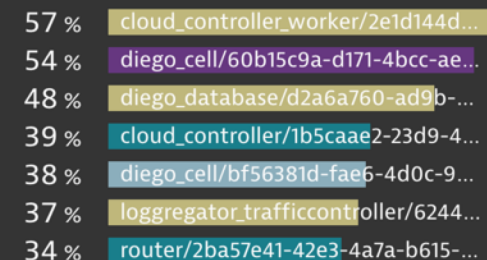 57 % cloud_controller_worker/2e1d144d...
54 % diego_cell/60b15c9a-d171-4bcc-ae...
48 % diego_database/d2a6a760-ad9b-...
39 % cloud_controller/1b5caae2-23d9-4...
38 % diego_cell/bf56381d-fae6-4d0c-9...
37 % loggregator_trafficcontroller/6244...
34 % router/2ba57e41-42e3-4a7a-b615-...